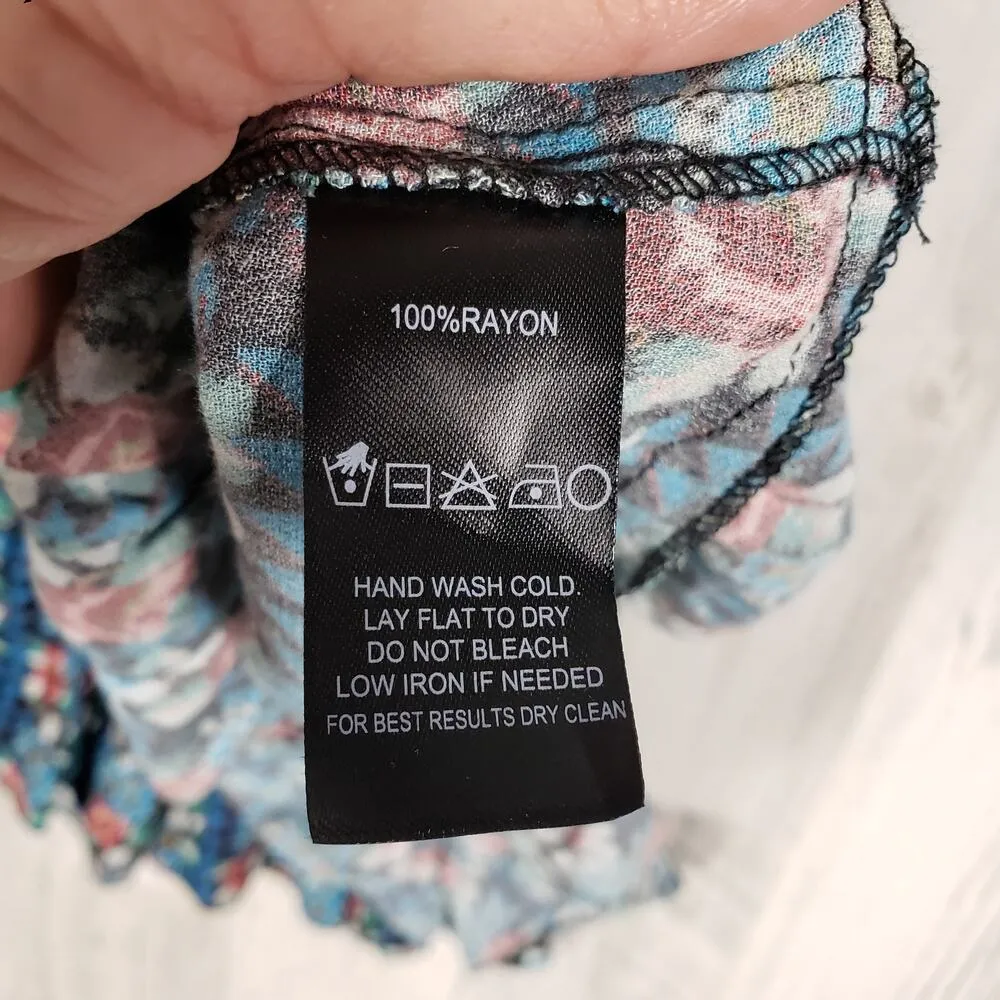 100%RAYON
HAND WASH COLD.
LAY FLAT TO DRY
DO NOT BLEACH
LOW IRON IF NEEDED
FOR BEST RESULTS DRY CLEAN